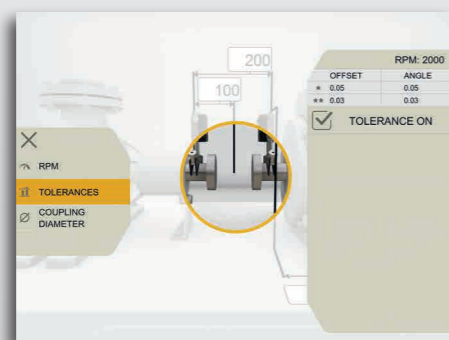 200
100
RPM
TOLERANCES
COUPLING
DIAMETER
RPM: 2000
OFFSET ANGLE
* 0.05 0.05
** 0.03 0.03
TOLERANCE ON